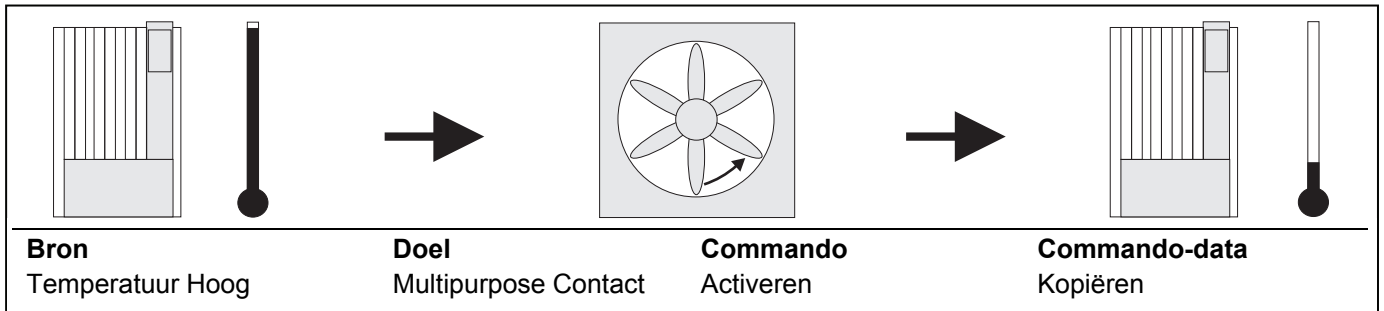 Bron Doel Commando Commando-data
Temperatuur Hoog Multipurpose Contact Activeren Kopiëren